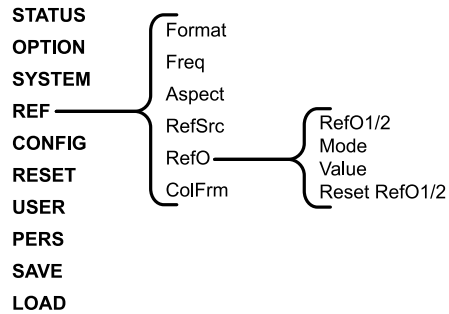 STATUS
OPTION
SYSTEM
REF
CONFIG
RESET
USER
PERS
SAVE
LOAD
Format
Freq
Aspect
RefSrc
RefO
ColFrm
RefO1/2
Mode
Value
Reset RefO1/2